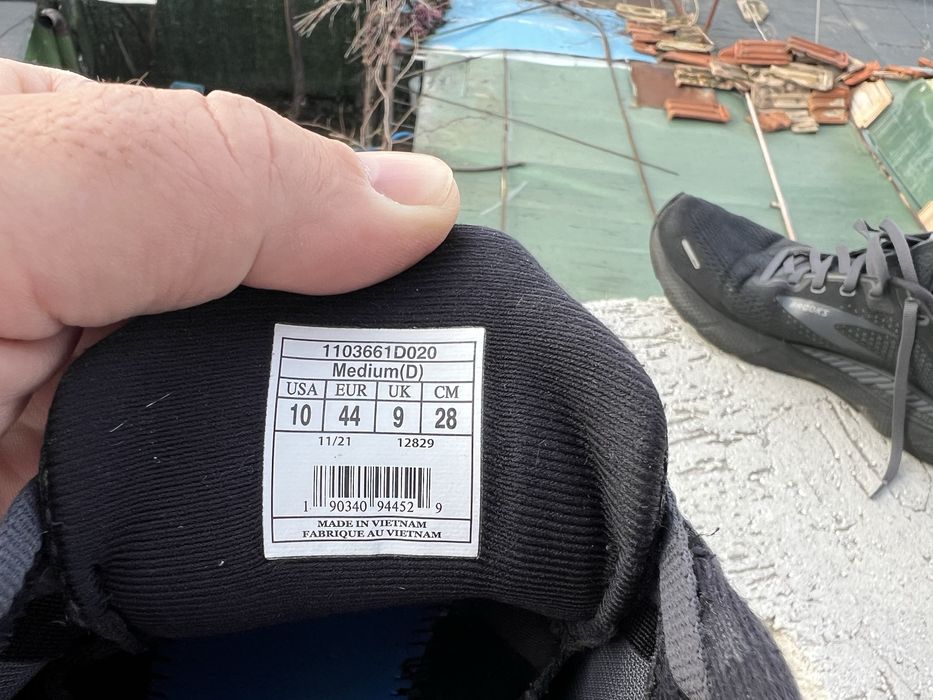 1103661D020
Medium(D)
USA EUR UK CM
10 44 9 28
11/21 12829
1 90340 94452 9
MADE IN VIETNAM
FABRIQUE AU VIETNAM